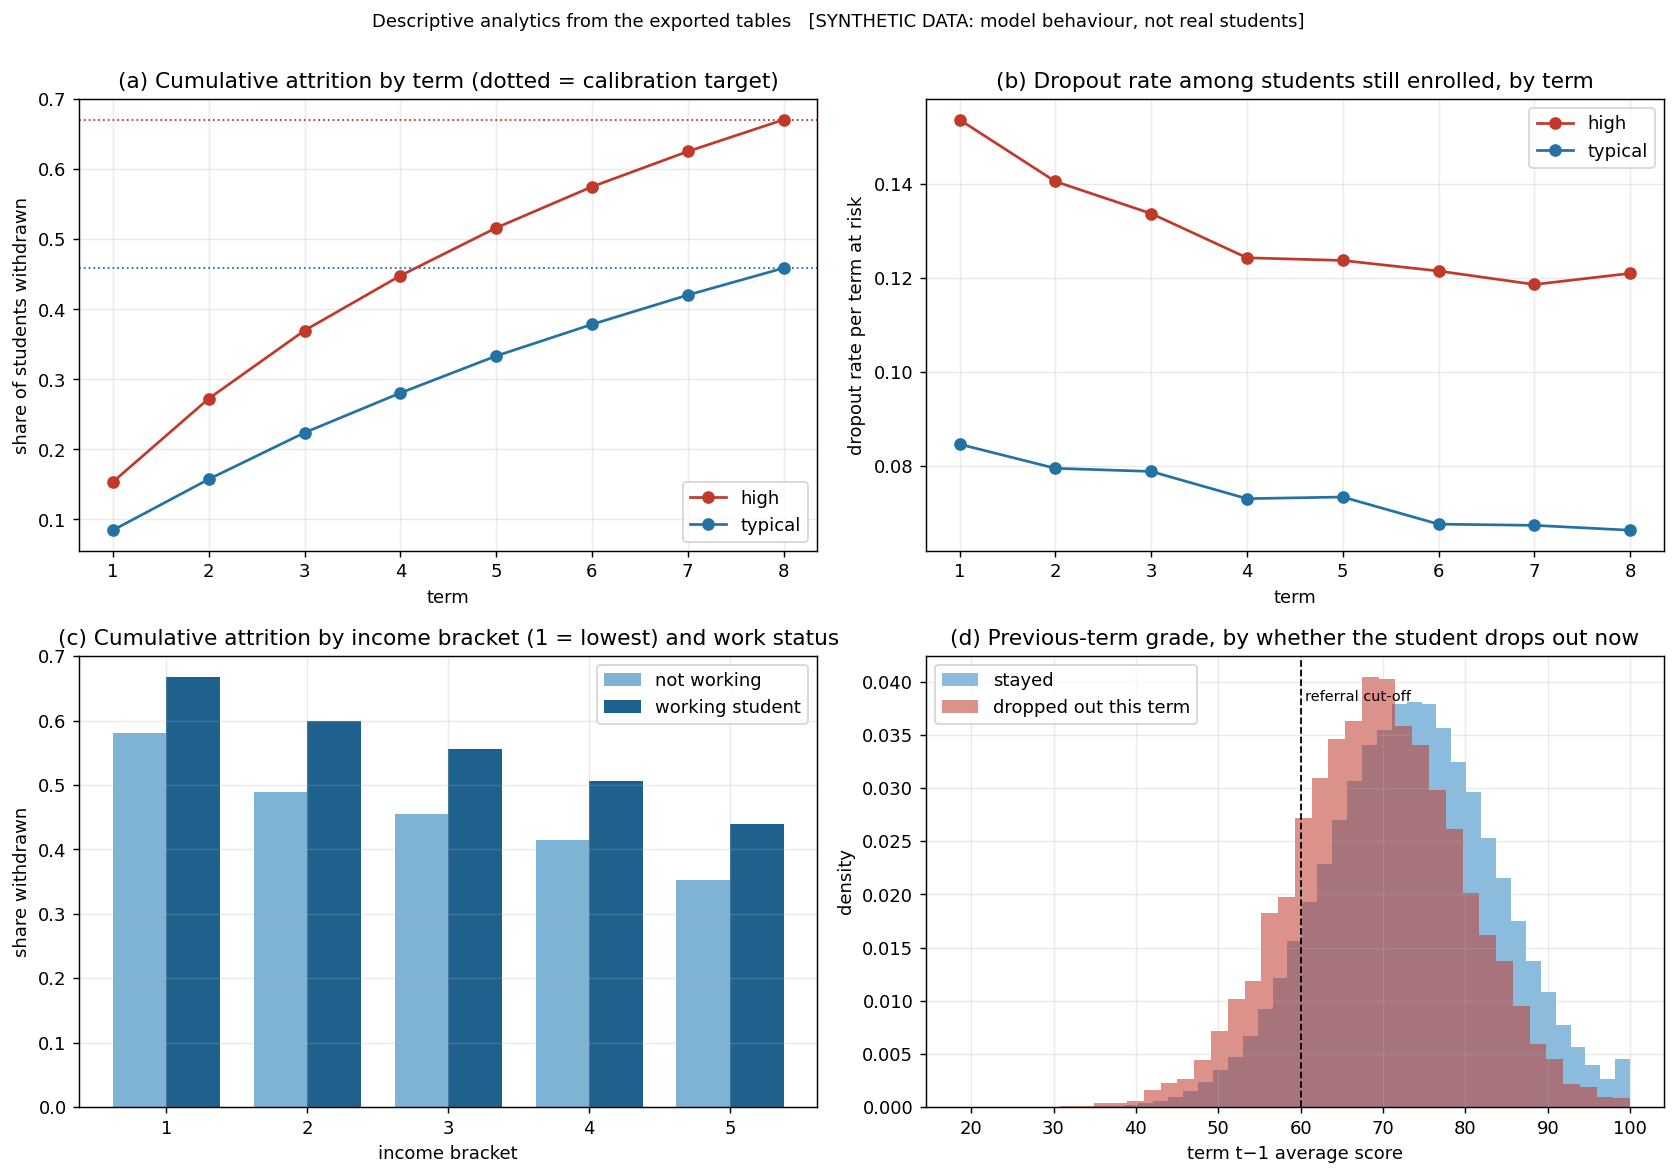 Descriptive analytics from the exported tables   [SYNTHETIC DATA: model behaviour, not real students]
(a) Cumulative attrition by term (dotted = calibration target)
share of students withdrawn
0.7
0.6
0.5
0.4
0.3
0.2
0.1
high
typical
1 2 3 4 5 6 7 8
term
(b) Dropout rate among students still enrolled, by term
dropout rate per term at risk
0.14
0.12
0.10
0.08
high
typical
1 2 3 4 5 6 7 8
term
(c) Cumulative attrition by income bracket (1 = lowest) and work status
share withdrawn
0.7
0.6
0.5
0.4
0.3
0.2
0.1
0.0
not working
working student
1 2 3 4 5
income bracket
(d) Previous-term grade, by whether the student drops out now
density
0.040
0.035
0.030
0.025
0.020
0.015
0.010
0.005
0.000
stayed
dropped out this term
referral cut-off
20 30 40 50 60 70 80 90 100
term t−1 average score